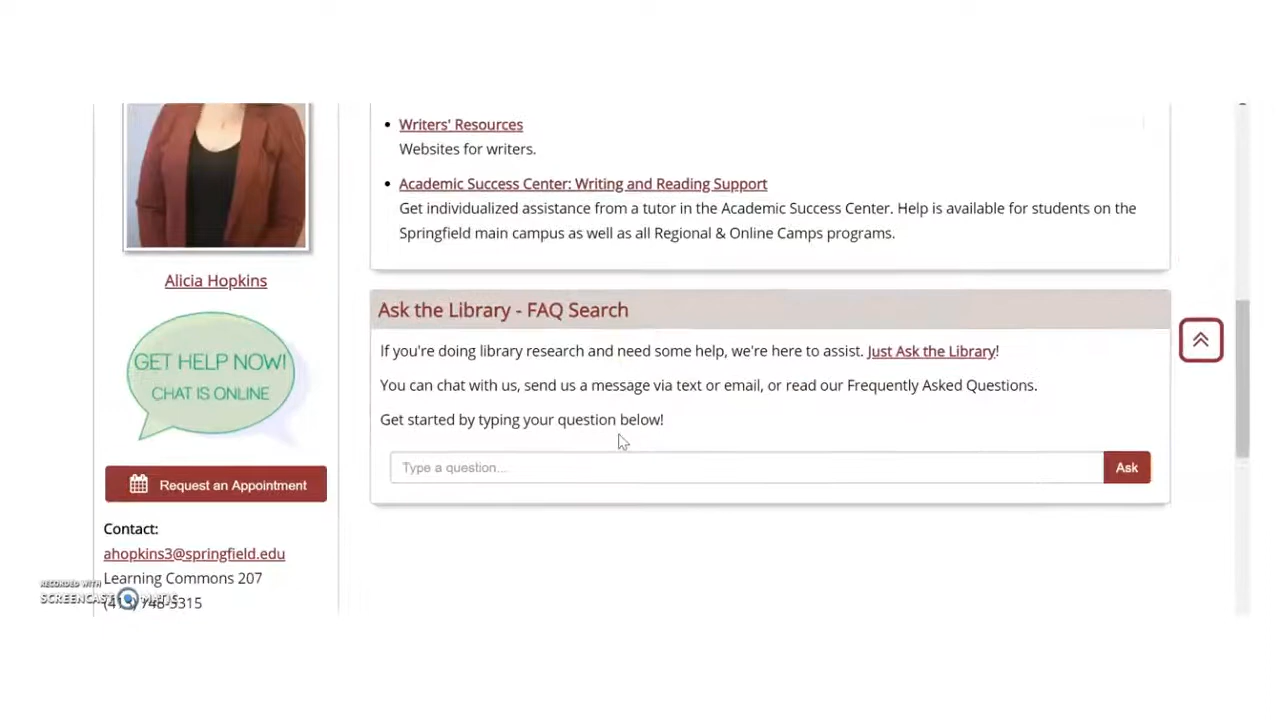 Writers' Resources
Websites for writers.
Academic Success Center: Writing and Reading Support
Get individualized assistance from a tutor in the Academic Success Center. Help is available for students on the
Springfield main campus as well as all Regional & Online Camps programs.
Alicia Hopkins
GET HELP NOW!
CHAT IS ONLINE
Request an Appointment
Contact:
ahopkins3@springfield.edu
Learning Commons 207
Ask the Library - FAQ Search
If you're doing library research and need some help, we're here to assist. Just Ask the Library!
You can chat with us, send us a message via text or email, or read our Frequently Asked Questions.
Get started by typing your question below!
Type a question...
Ask
RECORDED WITH
SCREENCAST MATIC